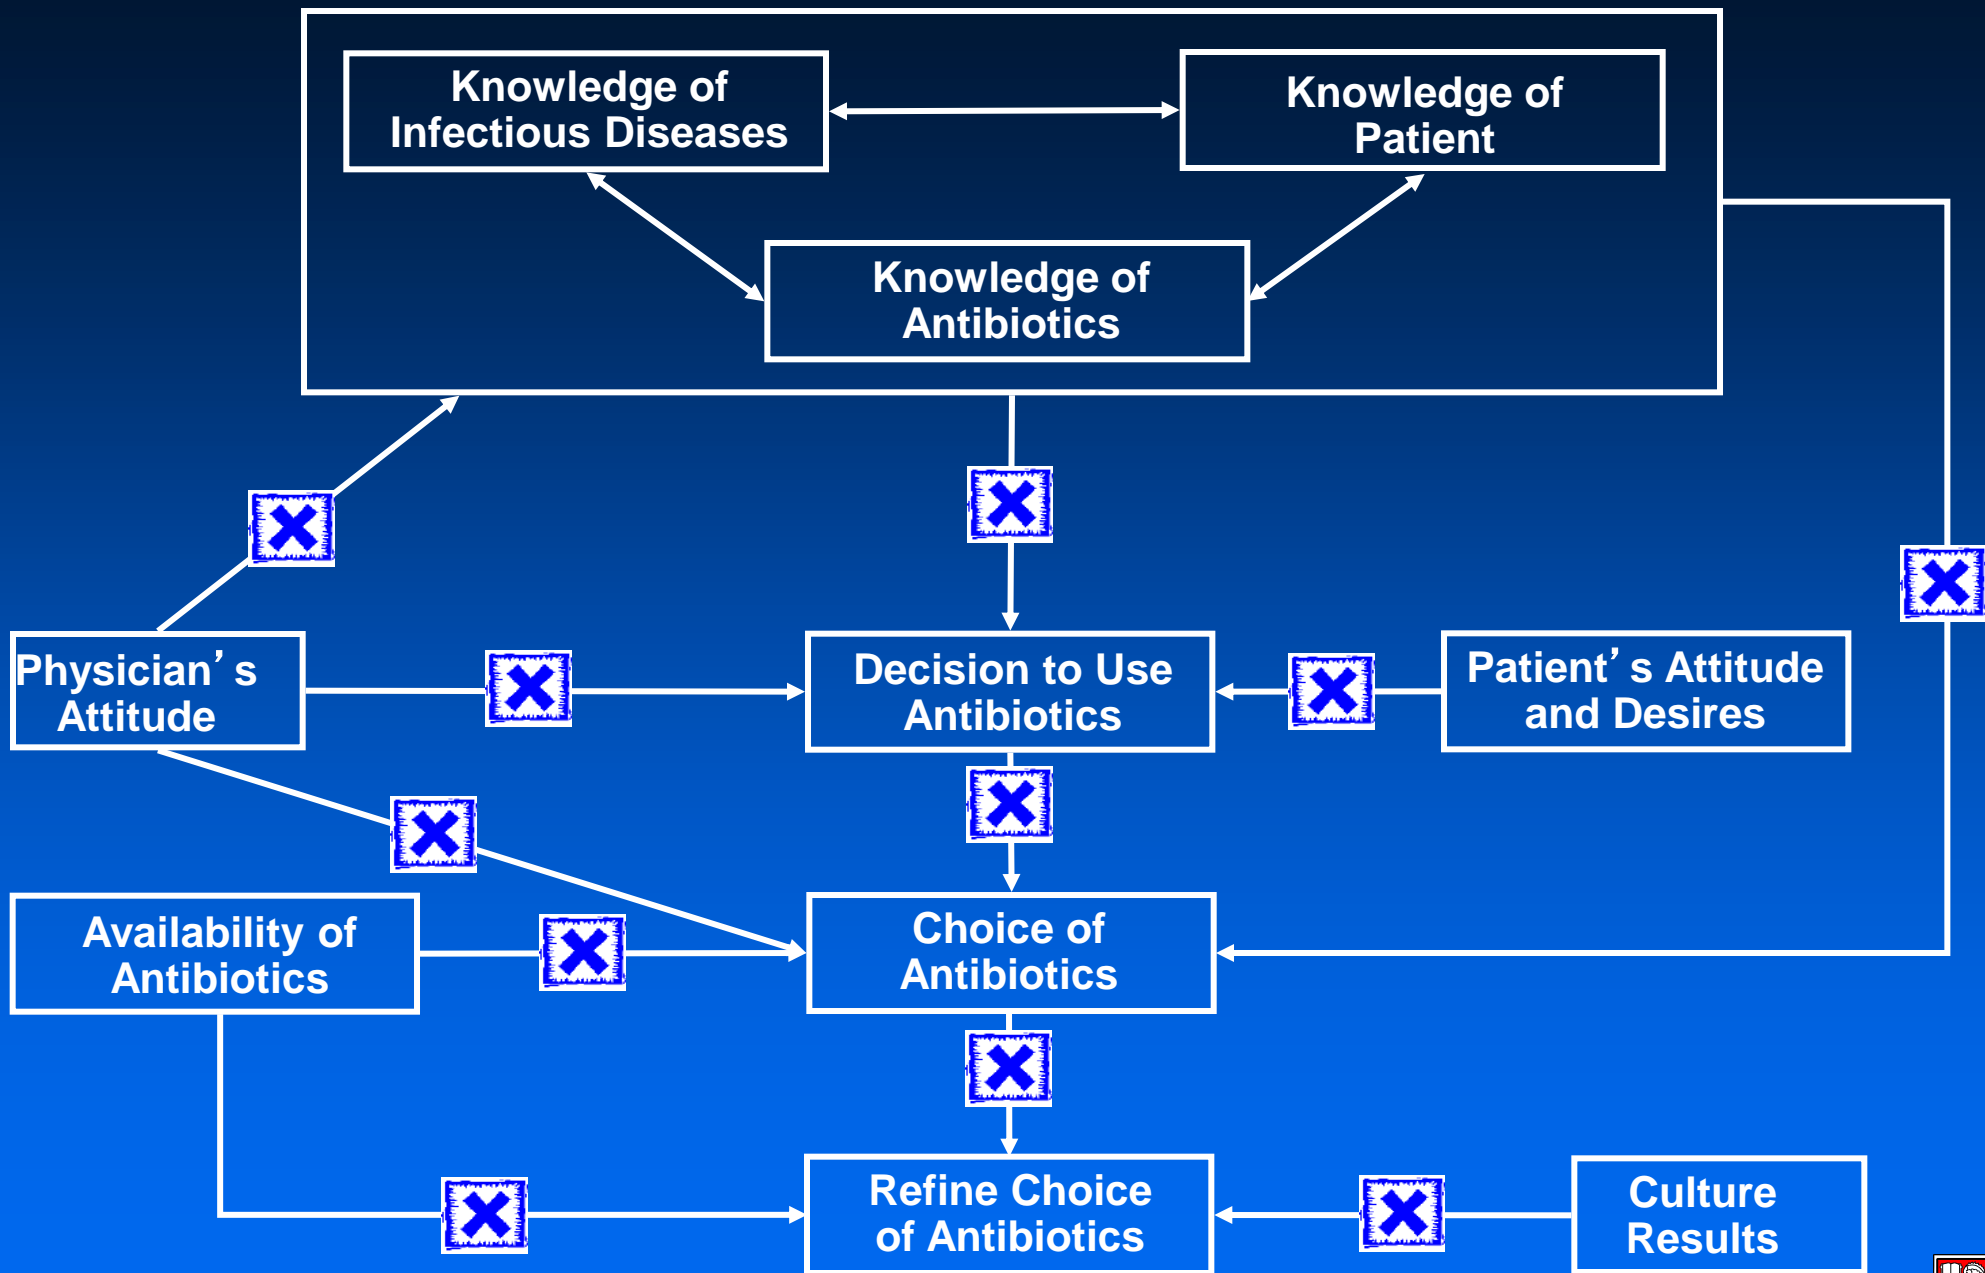 Knowledge of
Infectious Diseases
Knowledge of
Patient
Knowledge of
Antibiotics
Physician’s
Attitude
Decision to Use
Antibiotics
Patient’s Attitude
and Desires
Availability of
Antibiotics
Choice of
Antibiotics
Refine Choice
of Antibiotics
Culture
Results